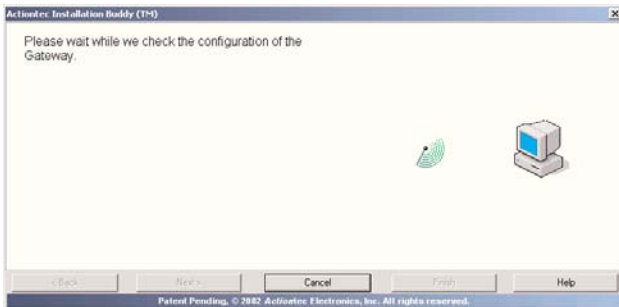 Actiontec Installation Buddy (TM)
Please wait while we check the configuration of the
Gateway.
< Back Next > Cancel Finish Help
Patent Pending, © 2002 Actiontec Electronics, Inc. All rights reserved.